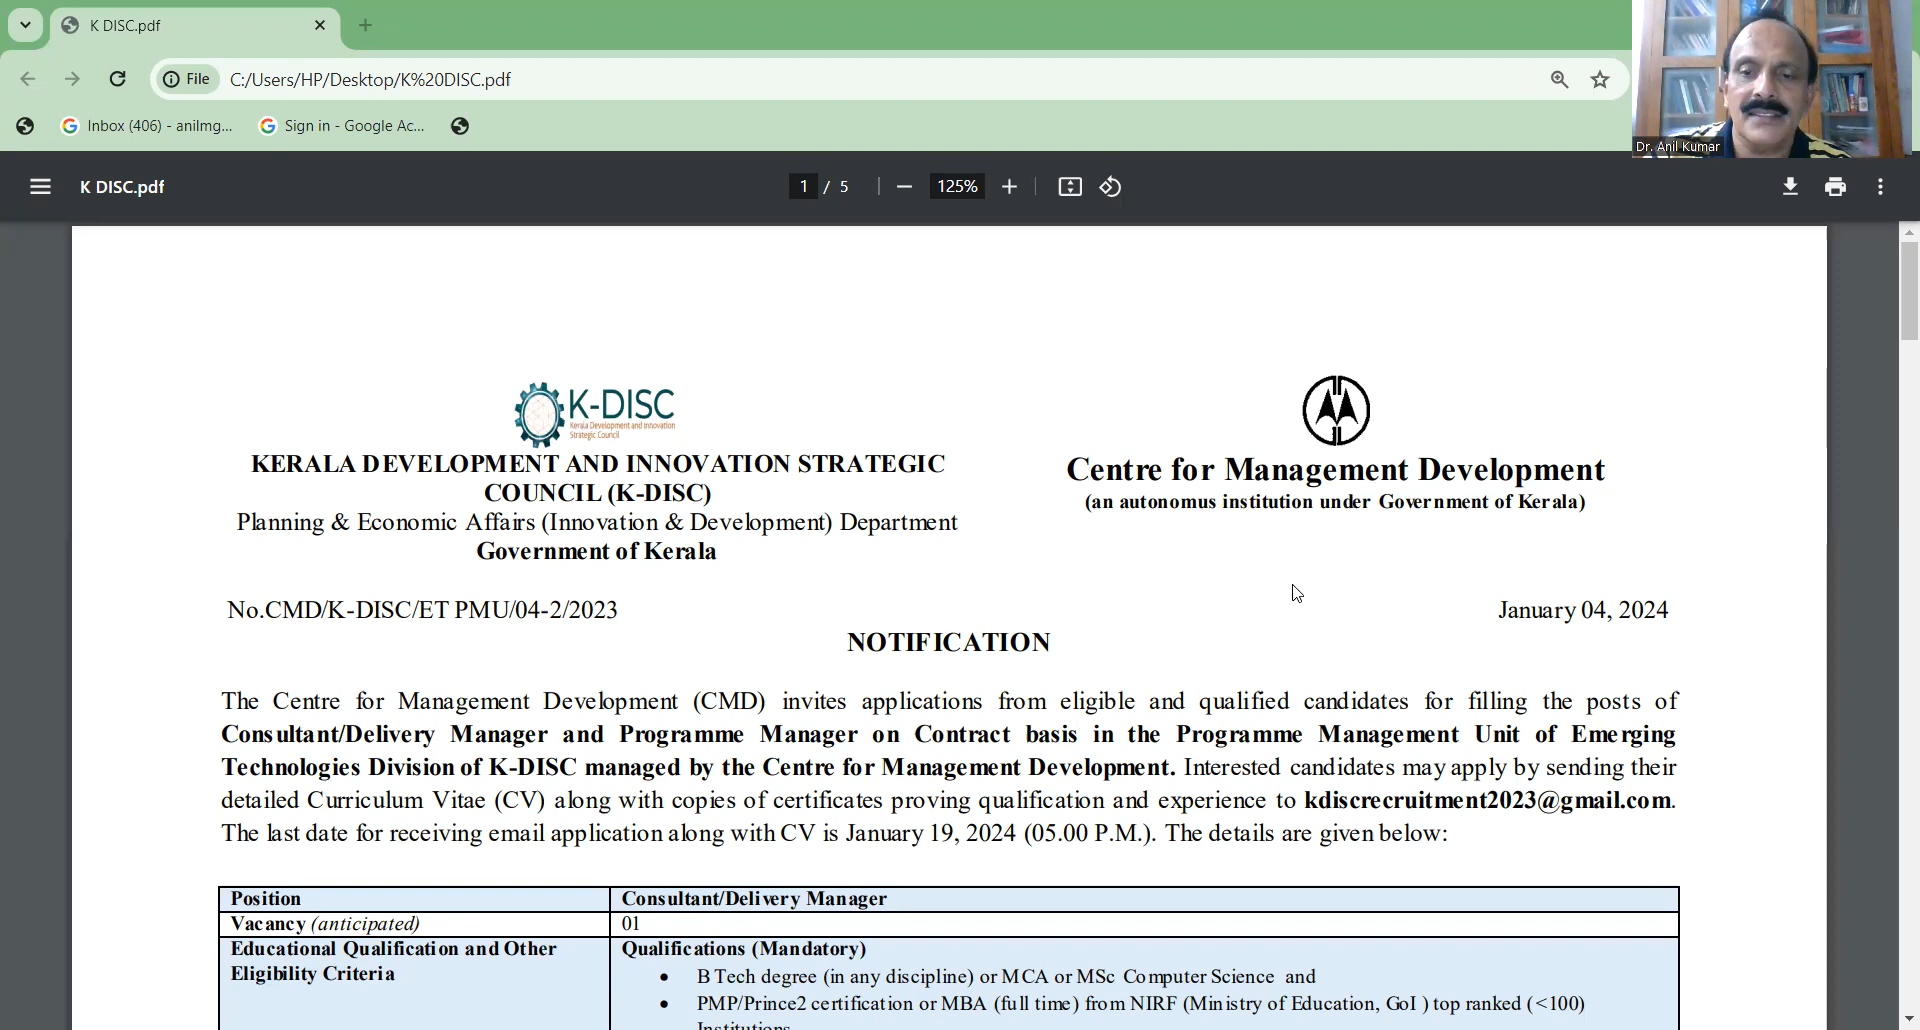 K DISC.pdf
File
C:/Users/HP/Desktop/K%20DISC.pdf
Inbox (406) - anilmg...
Sign in - Google Ac...
Dr. Anil Kumar
K DISC.pdf
1 / 5
125%
K-DISC
Kerala Development and Innovation
Strategic Council
KERALA DEVELOPMENT AND INNOVATION STRATEGIC
COUNCIL (K-DISC)
Planning & Economic Affairs (Innovation & Development) Department
Government of Kerala
Centre for Management Development
(an autonomus institution under Government of Kerala)
No.CMD/K-DISC/ET PMU/04-2/2023
January 04, 2024
NOTIFICATION
The Centre for Management Development (CMD) invites applications from eligible and qualified candidates for filling the posts of
Consultant/Delivery Manager and Programme Manager on Contract basis in the Programme Management Unit of Emerging
Technologies Division of K-DISC managed by the Centre for Management Development. Interested candidates may apply by sending their
detailed Curriculum Vitae (CV) along with copies of certificates proving qualification and experience to kdiscrecruitment2023@gmail.com.
The last date for receiving email application along with CV is January 19, 2024 (05.00 P.M.). The details are given below:
Position
Consultant/Delivery Manager
Vacancy (anticipated)
01
Educational Qualification and Other
Eligibility Criteria
Qualifications (Mandatory)
• B Tech degree (in any discipline) or MCA or MSc Computer Science and
• PMP/Prince2 certification or MBA (full time) from NIRF (Ministry of Education, GoI ) top ranked (<100)
Institutions